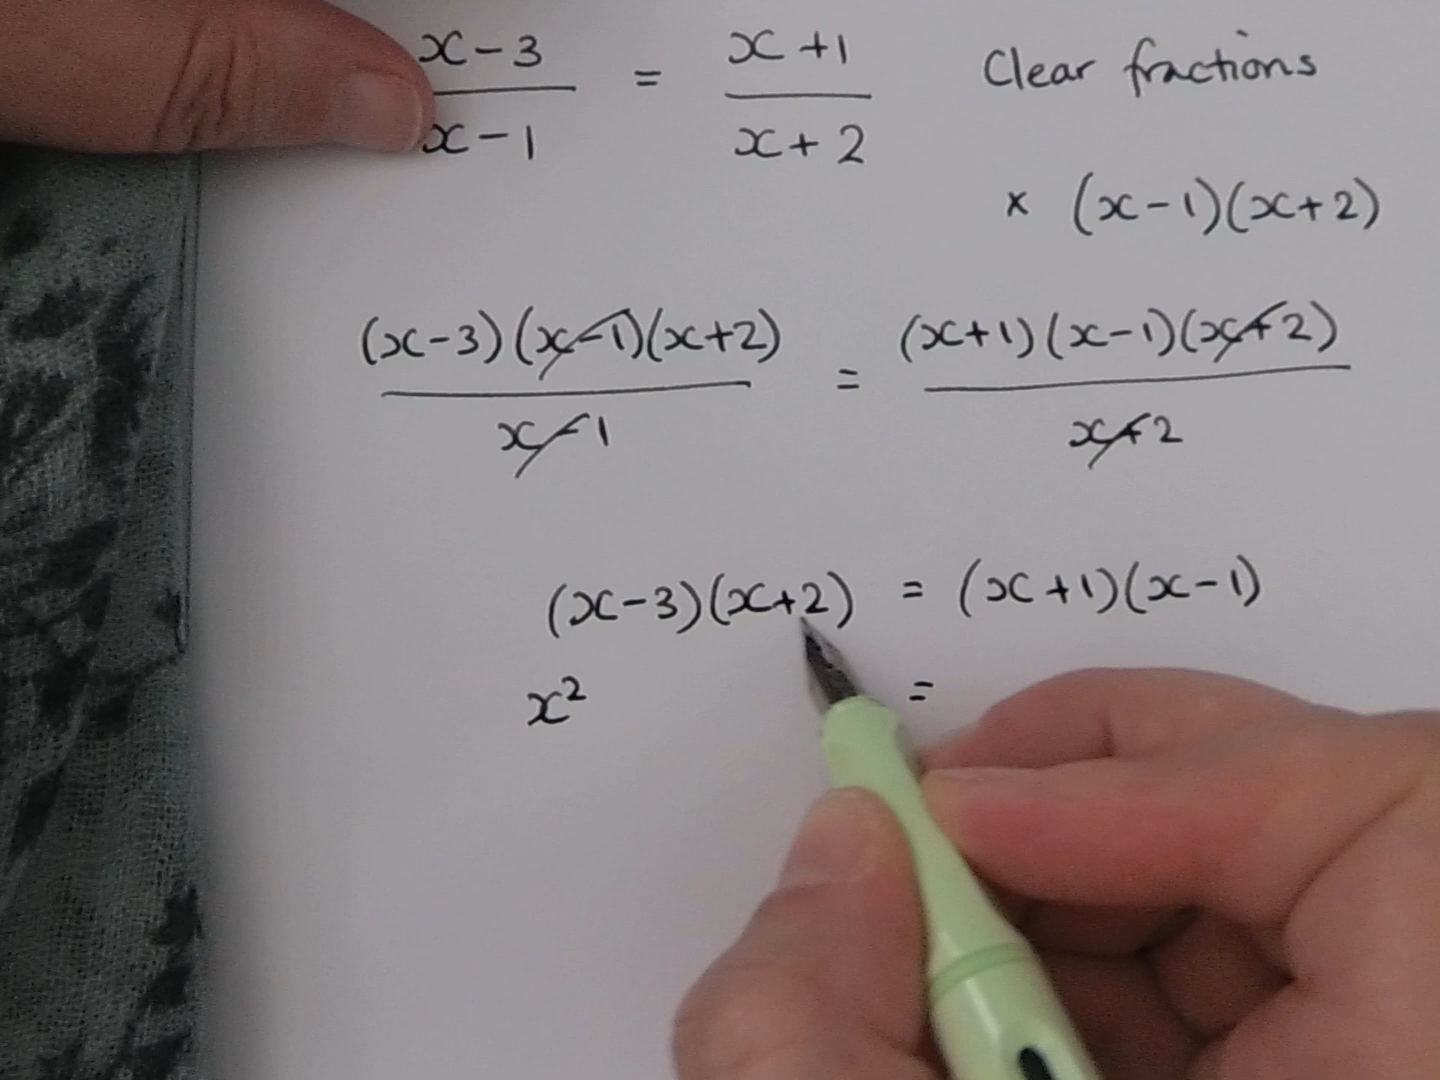 x-3/x-1 = x+1/x+2 Clear fractions
× (x-1)(x+2)
(x-3)(x-1)(x+2)/x-1 = (x+1)(x-1)(x+2)/x+2
(x-3)(x+2) = (x+1)(x-1)
x² =